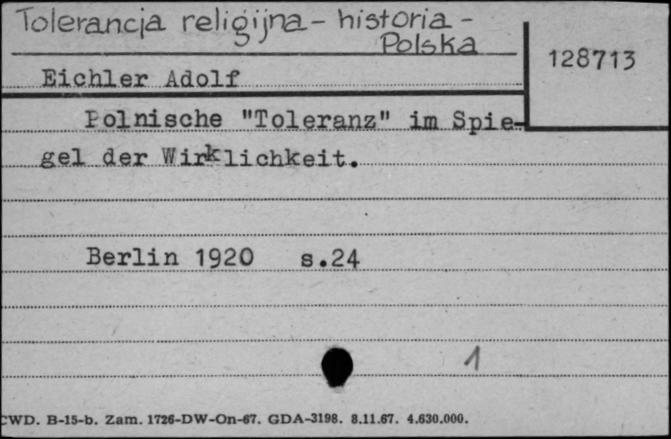 Tolerancja religijna - historia -
Polska
128713
Eichler Adolf
Polnische "Toleranz" im Spie-
gel der Wirklichkeit.
Berlin 1920 s.24
1
CWD. B-15-b. Zam. 1726-DW-On-67. GDA-3198. 8.11.67. 4.630.000.